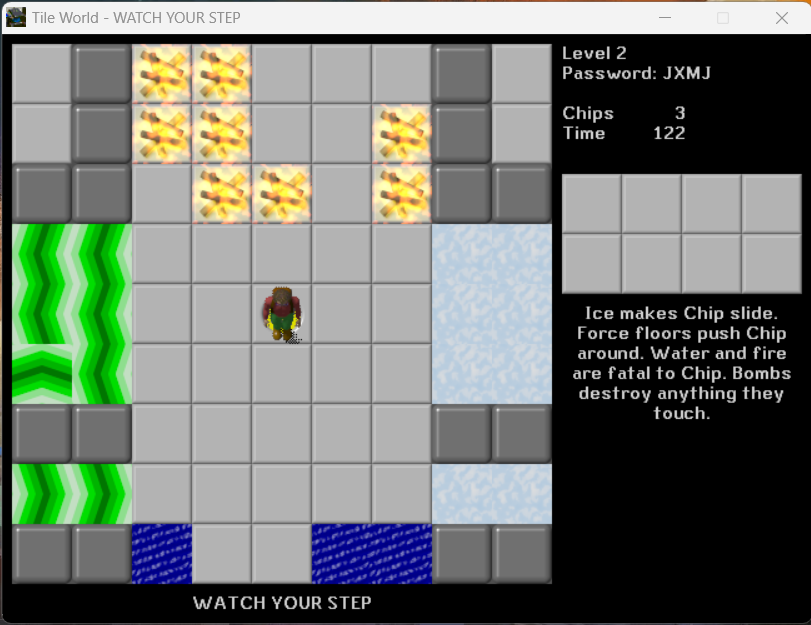 Tile World - WATCH YOUR STEP
Level 2
Password: JXMJ
Chips 3
Time 122
Ice makes Chip slide.
Force floors push Chip
around. Water and fire
are fatal to Chip. Bombs
destroy anything they
touch.
WATCH YOUR STEP